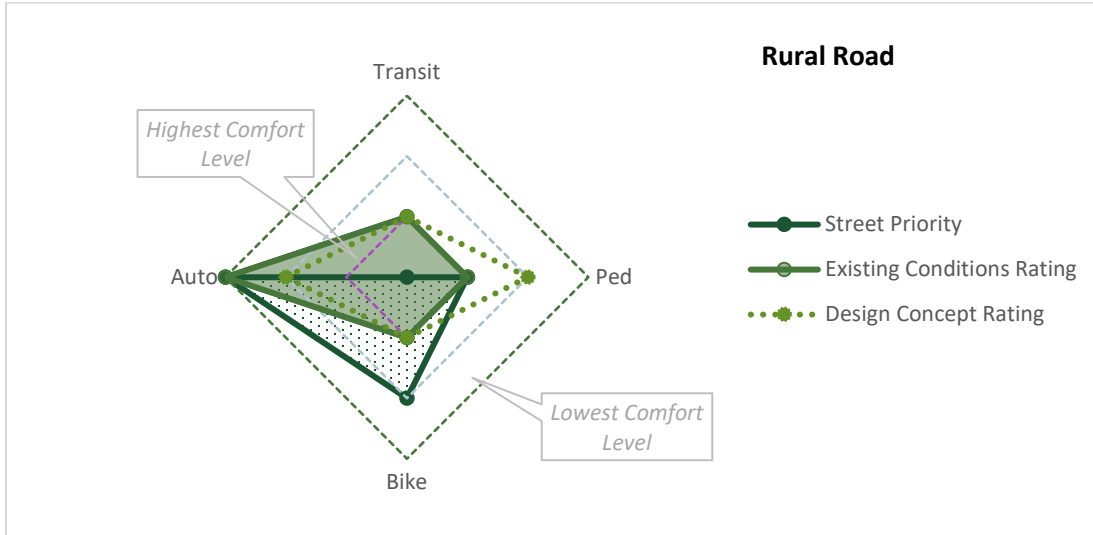 Rural Road
Transit
Highest Comfort
Level
Street Priority
Auto
Ped
Existing Conditions Rating
Design Concept Rating
Lowest Comfort
Level
Bike